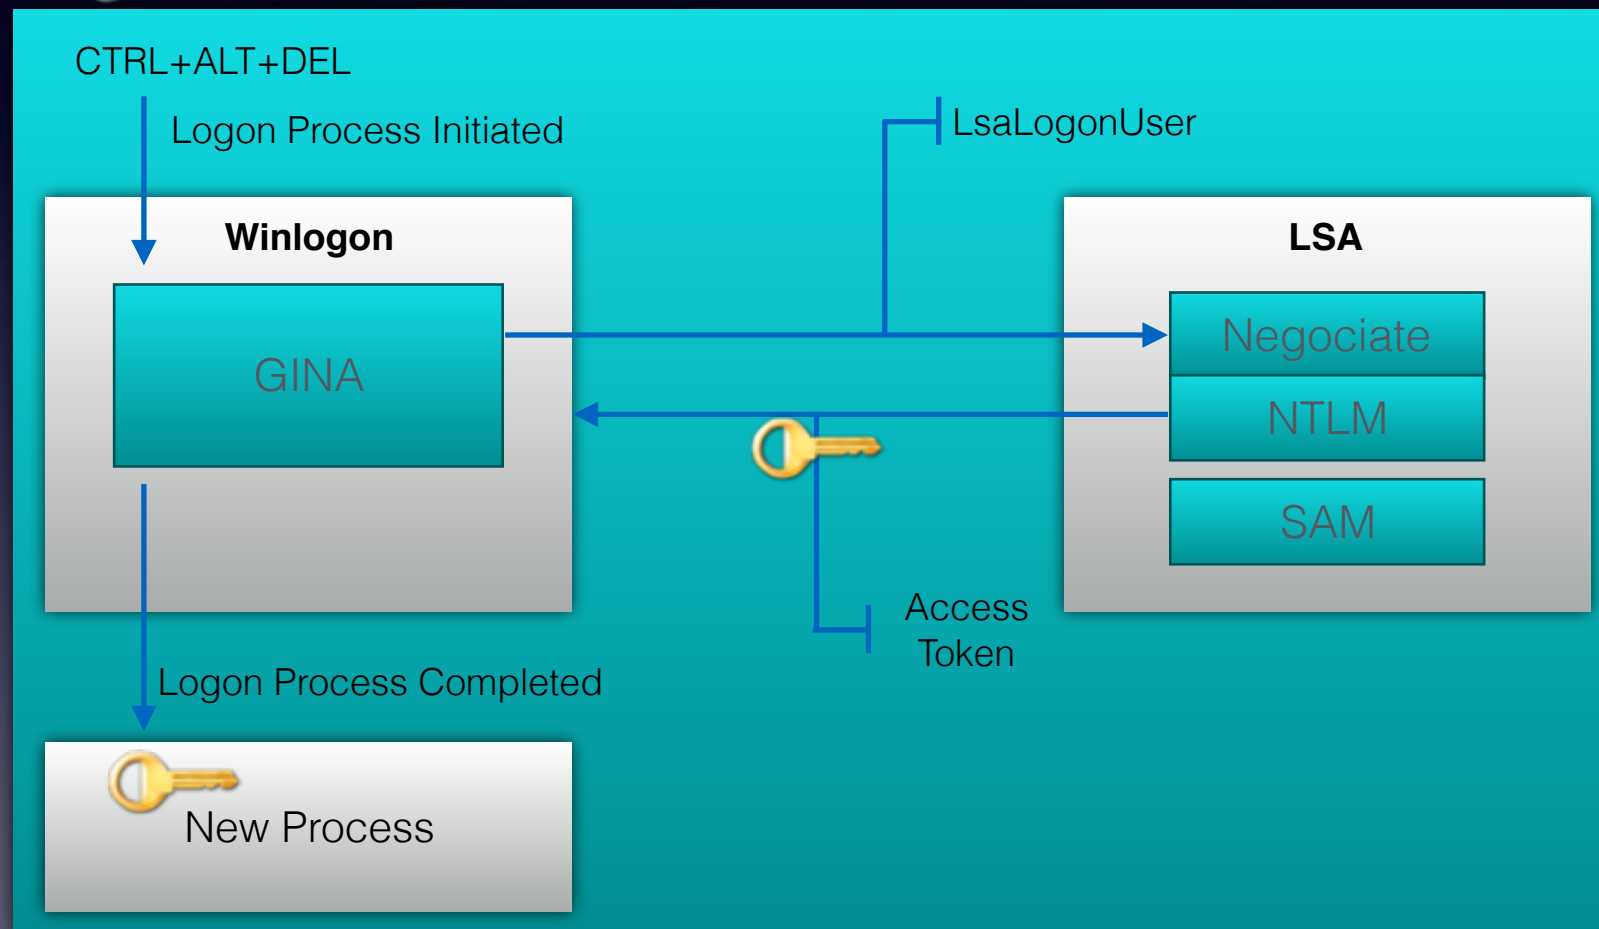 CTRL+ALT+DEL
Logon Process Initiated
LsaLogonUser
Winlogon
LSA
GINA
Negociate
NTLM
SAM
Access
Token
Logon Process Completed
New Process